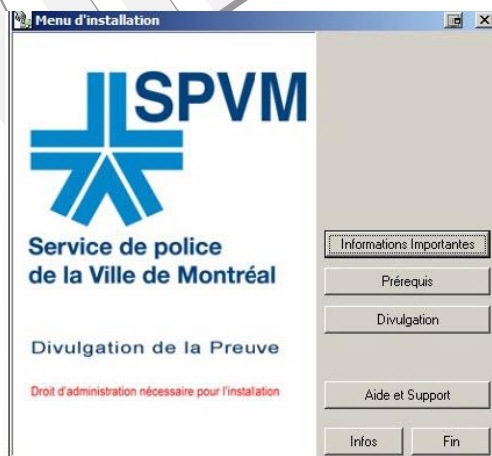 Menu d'installation
SPVM
Service de police
de la Ville de Montréal
Divulgation de la Preuve
Droit d'administration nécessaire pour l'instalation
Informations Importantes
Prérequis
Divulgation
Aide et Support
Infos
Fin